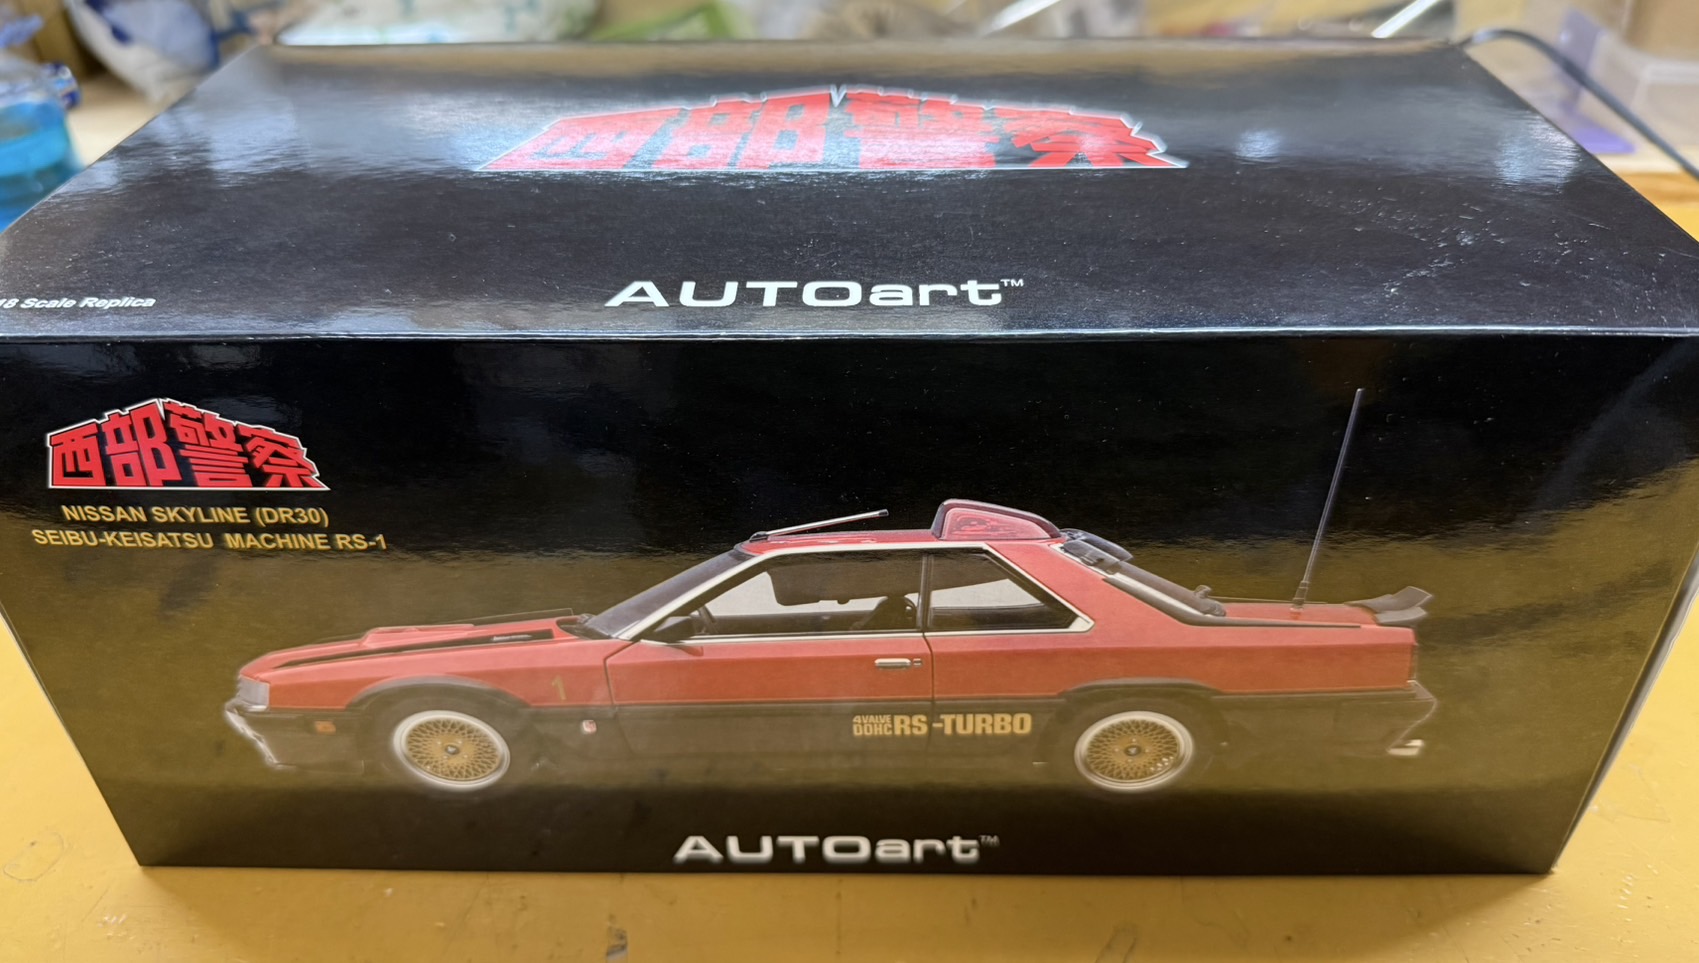 西部警察
AUTOart™
18 Scale Replica
西部警察
NISSAN SKYLINE (DR30)
SEIBU-KEISATSU MACHINE RS-1
1
4VALVE
DOHC RS-TURBO
AUTOart™